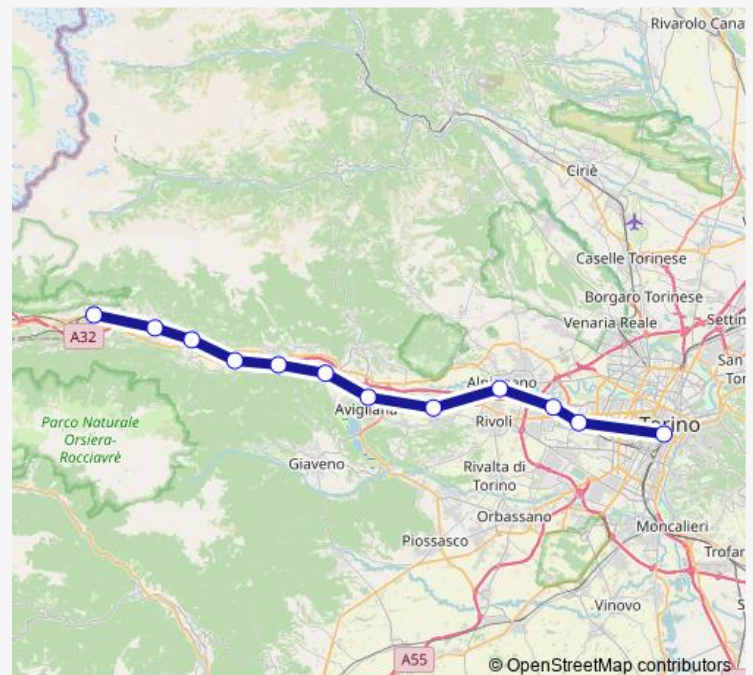 Rivarolo Cana
Ciriè
Caselle Torinese
Borgaro Torinese
Venaria Reale
Settim
A32
San
Tor
Avigliana
Rivoli
Torino
Parco Naturale
Orsiera-
Rocciavrè
Giaveno
Rivalta di
Torino
Orbassano
Moncalieri
Piossasco
Trofar
Vinovo
A55
© OpenStreetMap contributors